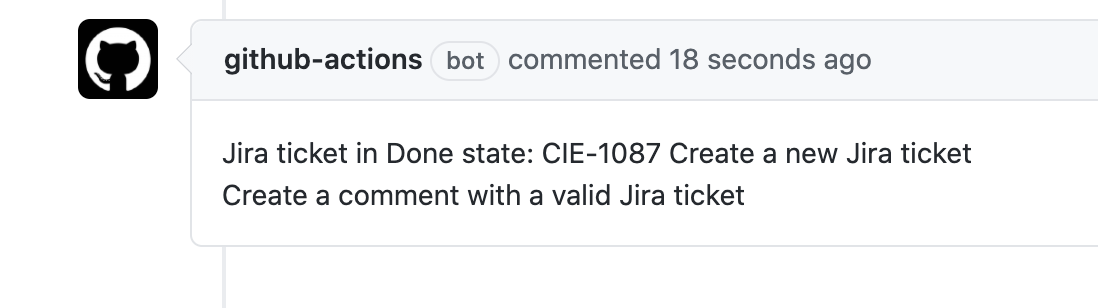 github-actions bot commented 18 seconds ago
Jira ticket in Done state: CIE-1087 Create a new Jira ticket
Create a comment with a valid Jira ticket